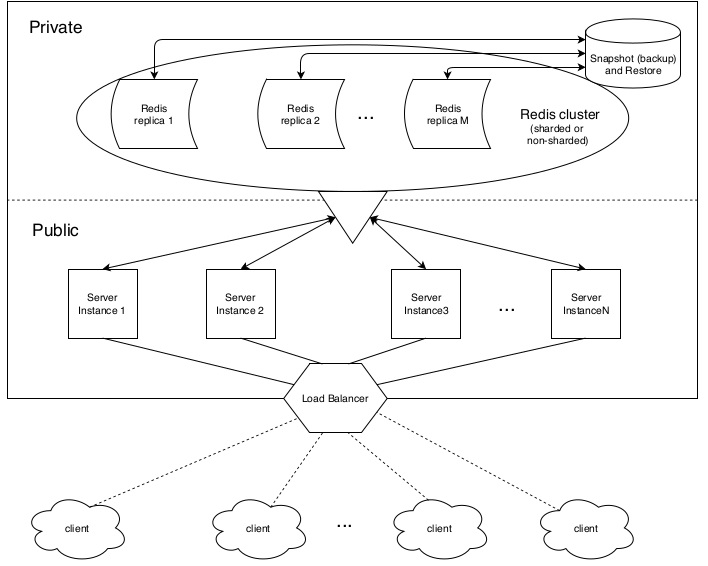 Private
Snapshot (backup)
and Restore
Redis
replica 1
Redis
replica 2
...
Redis
replica M
Redis cluster
(sharded or
non-sharded)
Public
Server
Instance 1
Server
Instance 2
Server
Instance3
...
Server
InstanceN
Load Balancer
client
client
...
client
client